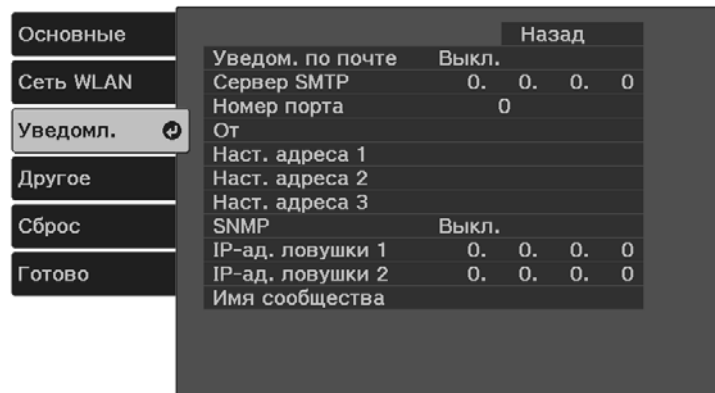 Основные
Сеть WLAN
Уведомл.
Другое
Сброс
Готово
Назад
Уведом. по почте Выкл.
Сервер SMTP 0. 0. 0. 0
Номер порта 0
От
Наст. адреса 1
Наст. адреса 2
Наст. адреса 3
SNMP Выкл.
IP-ад. ловушки 1 0. 0. 0. 0
IP-ад. ловушки 2 0. 0. 0. 0
Имя сообщества